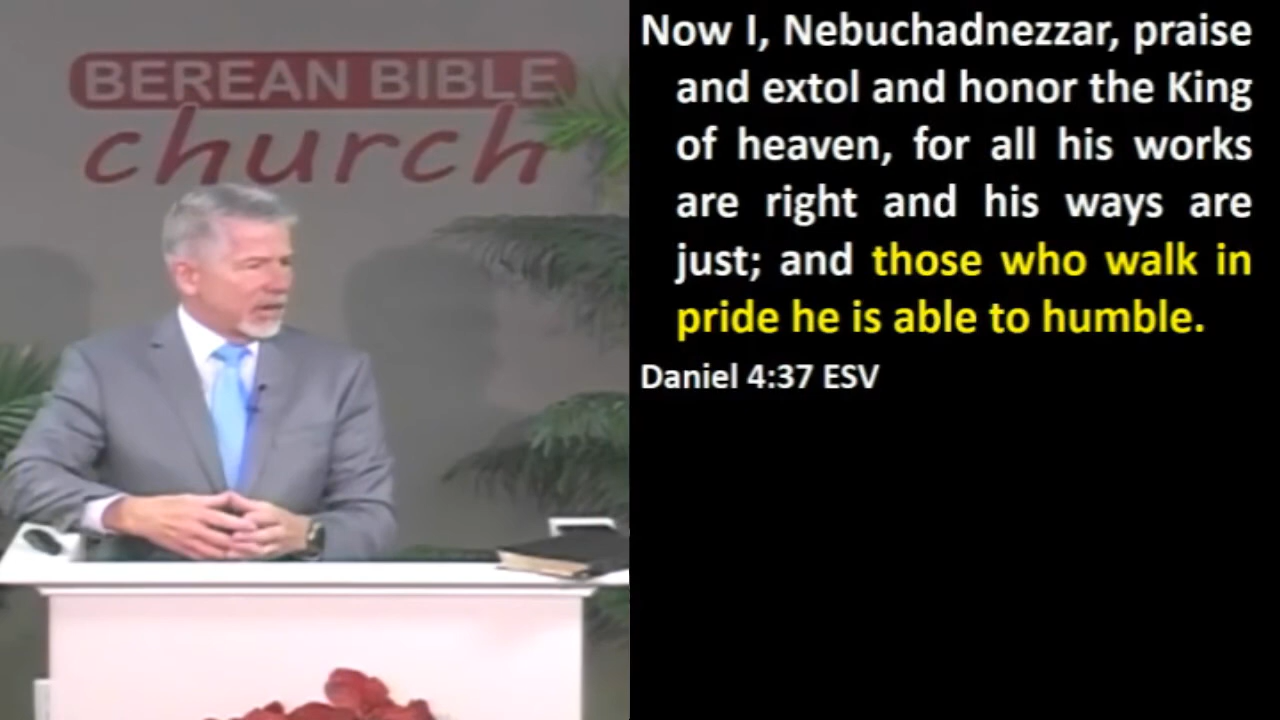 BEREAN BIBLE
church
Now I, Nebuchadnezzar, praise
and extol and honor the King
of heaven, for all his works
are right and his ways are
just; and those who walk in
pride he is able to humble.
Daniel 4:37 ESV